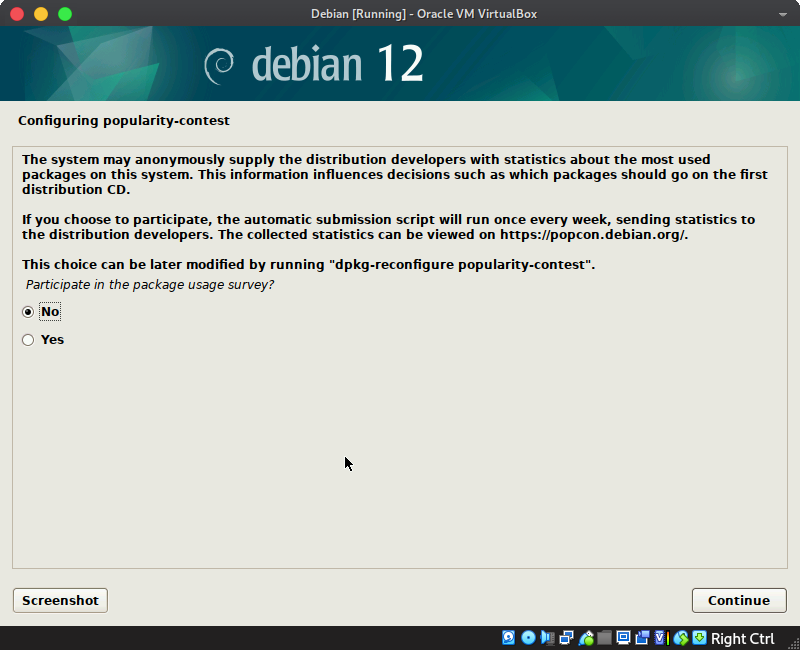 Debian [Running] - Oracle VM VirtualBox
debian 12
Configuring popularity-contest
The system may anonymously supply the distribution developers with statistics about the most used
packages on this system. This information influences decisions such as which packages should go on the first
distribution CD.
If you choose to participate, the automatic submission script will run once every week, sending statistics to
the distribution developers. The collected statistics can be viewed on https://popcon.debian.org/.
This choice can be later modified by running "dpkg-reconfigure popularity-contest".
Participate in the package usage survey?
No
Yes
Screenshot
Continue
Right Ctrl